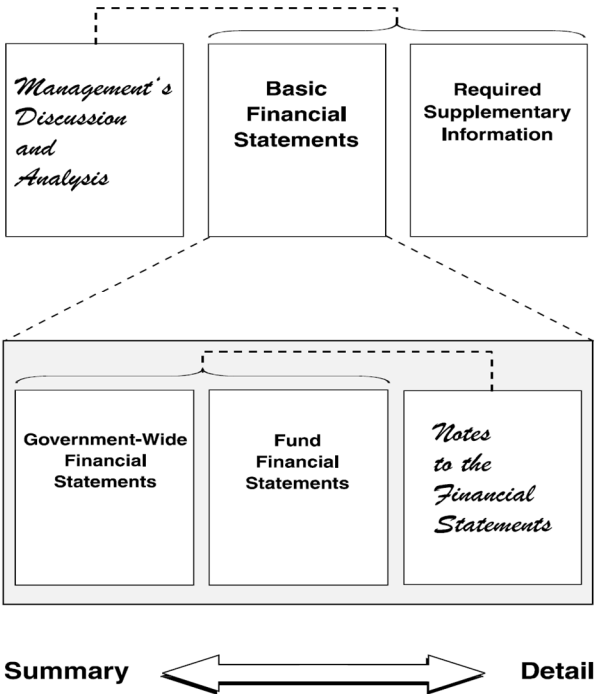 Management's
Discussion
and
Analysis
Basic
Financial
Statements
Required
Supplementary
Information
Government-Wide
Financial
Statements
Fund
Financial
Statements
Notes
to the
Financial
Statements
Summary
Detail